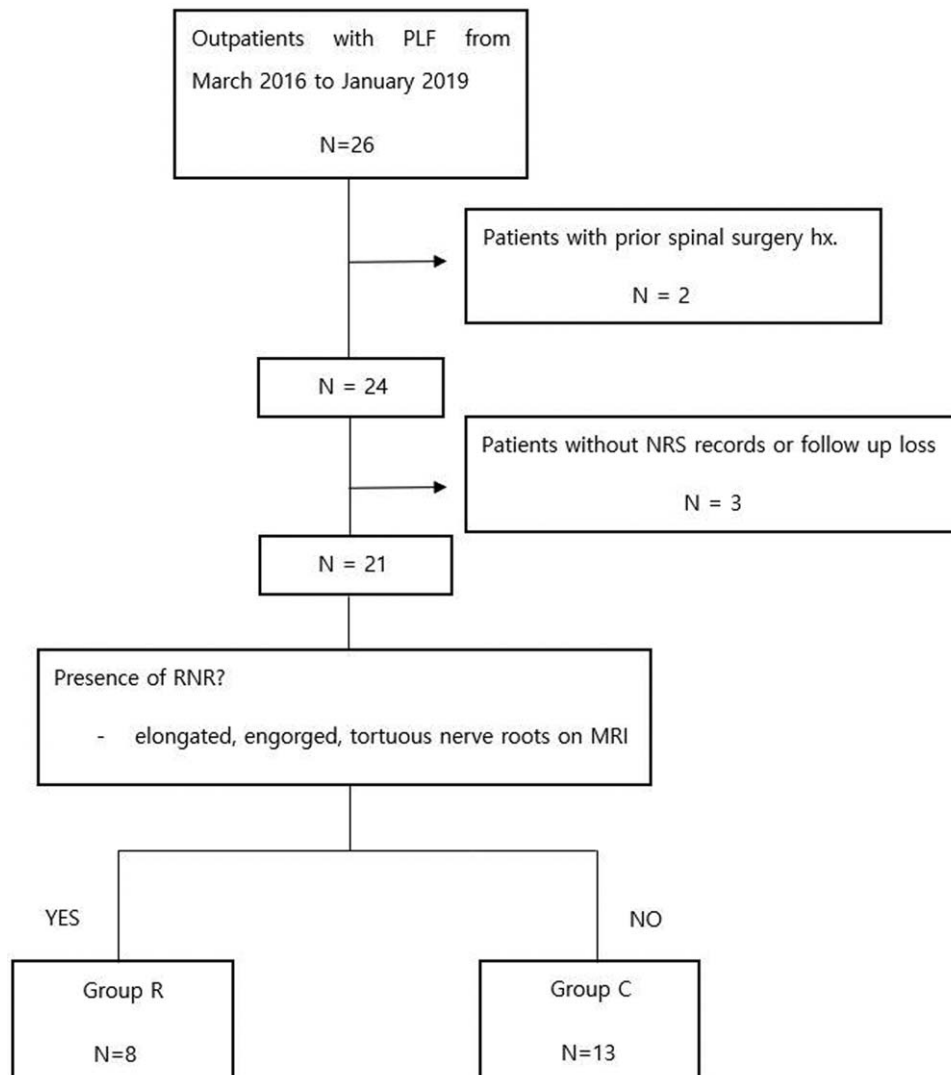 Outpatients with PLF from
March 2016 to January 2019
N=26
Patients with prior spinal surgery hx.
N = 2
N = 24
Patients without NRS records or follow up loss
N = 3
N = 21
Presence of RNR?
- elongated, engorged, tortuous nerve roots on MRI
YES
NO
Group R
N=8
Group C
N=13